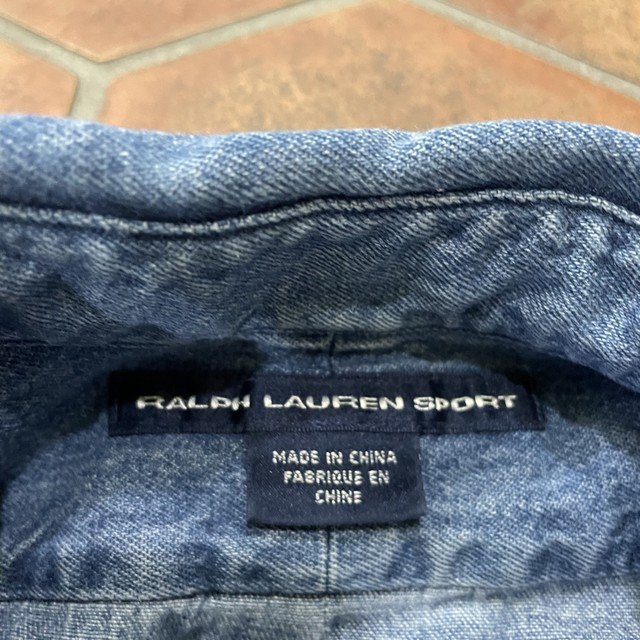 RALPH LAUREN SPORT
MADE IN CHINA
FABRIQUE EN
CHINE